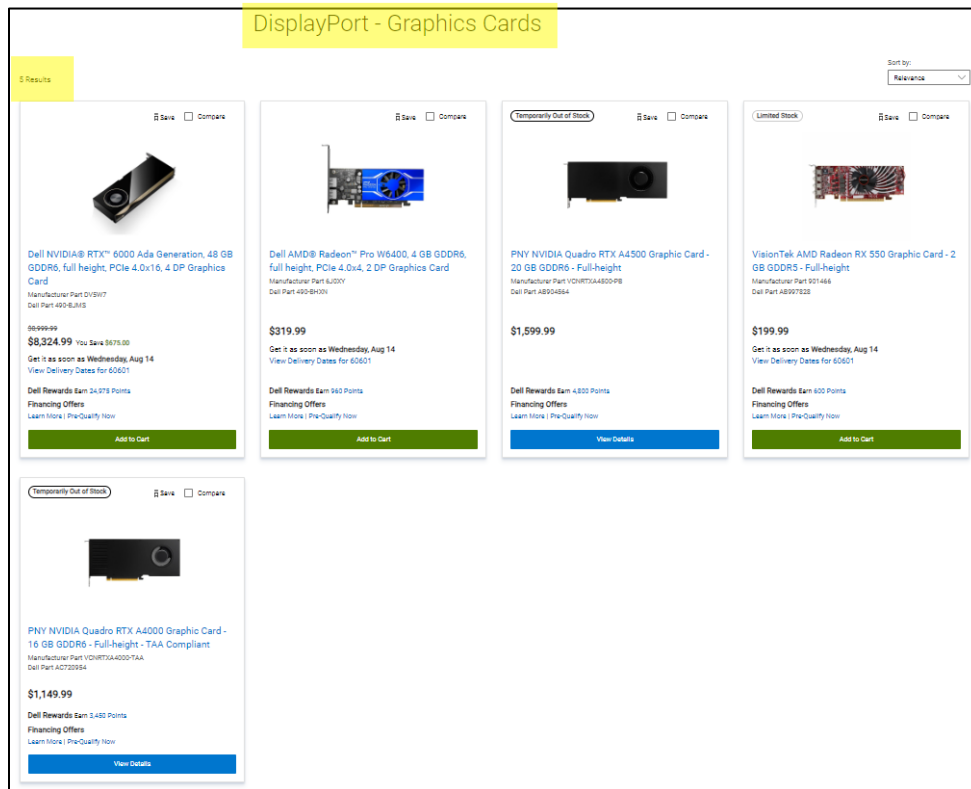 DisplayPort - Graphics Cards
5 Results
Sort by:
Relevance
Save Compare
Dell NVIDIA® RTX™ 6000 Ada Generation, 48 GB
GDDR6, full height, PCIe 4.0x16, 4 DP Graphics
Card
Manufacturer Part DV5W7
Dell Part 490-BJMS
$8,999.99
$8,324.99 You Save $675.00
Get it as soon as Wednesday, Aug 14
View Delivery Dates for 60601
Dell Rewards Earn 24,975 Points
Financing Offers
Learn More | Pre-Qualify Now
Add to Cart
Save Compare
Dell AMD® Radeon™ Pro W6400, 4 GB GDDR6,
full height, PCIe 4.0x4, 2 DP Graphics Card
Manufacturer Part 6J0XY
Dell Part 490-BHXN
$319.99
Get it as soon as Wednesday, Aug 14
View Delivery Dates for 60601
Dell Rewards Earn 960 Points
Financing Offers
Learn More | Pre-Qualify Now
Add to Cart
Temporarily Out of Stock
Save Compare
PNY NVIDIA Quadro RTX A4500 Graphic Card -
20 GB GDDR6 - Full-height
Manufacturer Part VCNRTXA4500-PB
Dell Part AB904564
$1,599.99
Dell Rewards Earn 4,800 Points
Financing Offers
Learn More | Pre-Qualify Now
View Details
Limited Stock
Save Compare
VisionTek AMD Radeon RX 550 Graphic Card - 2
GB GDDR5 - Full-height
Manufacturer Part 901466
Dell Part AB997828
$199.99
Get it as soon as Wednesday, Aug 14
View Delivery Dates for 60601
Dell Rewards Earn 600 Points
Financing Offers
Learn More | Pre-Qualify Now
Add to Cart
Temporarily Out of Stock
Save Compare
PNY NVIDIA Quadro RTX A4000 Graphic Card -
16 GB GDDR6 - Full-height - TAA Compliant
Manufacturer Part VCNRTXA4000-TAA
Dell Part AC720954
$1,149.99
Dell Rewards Earn 3,450 Points
Financing Offers
Learn More | Pre-Qualify Now
View Details